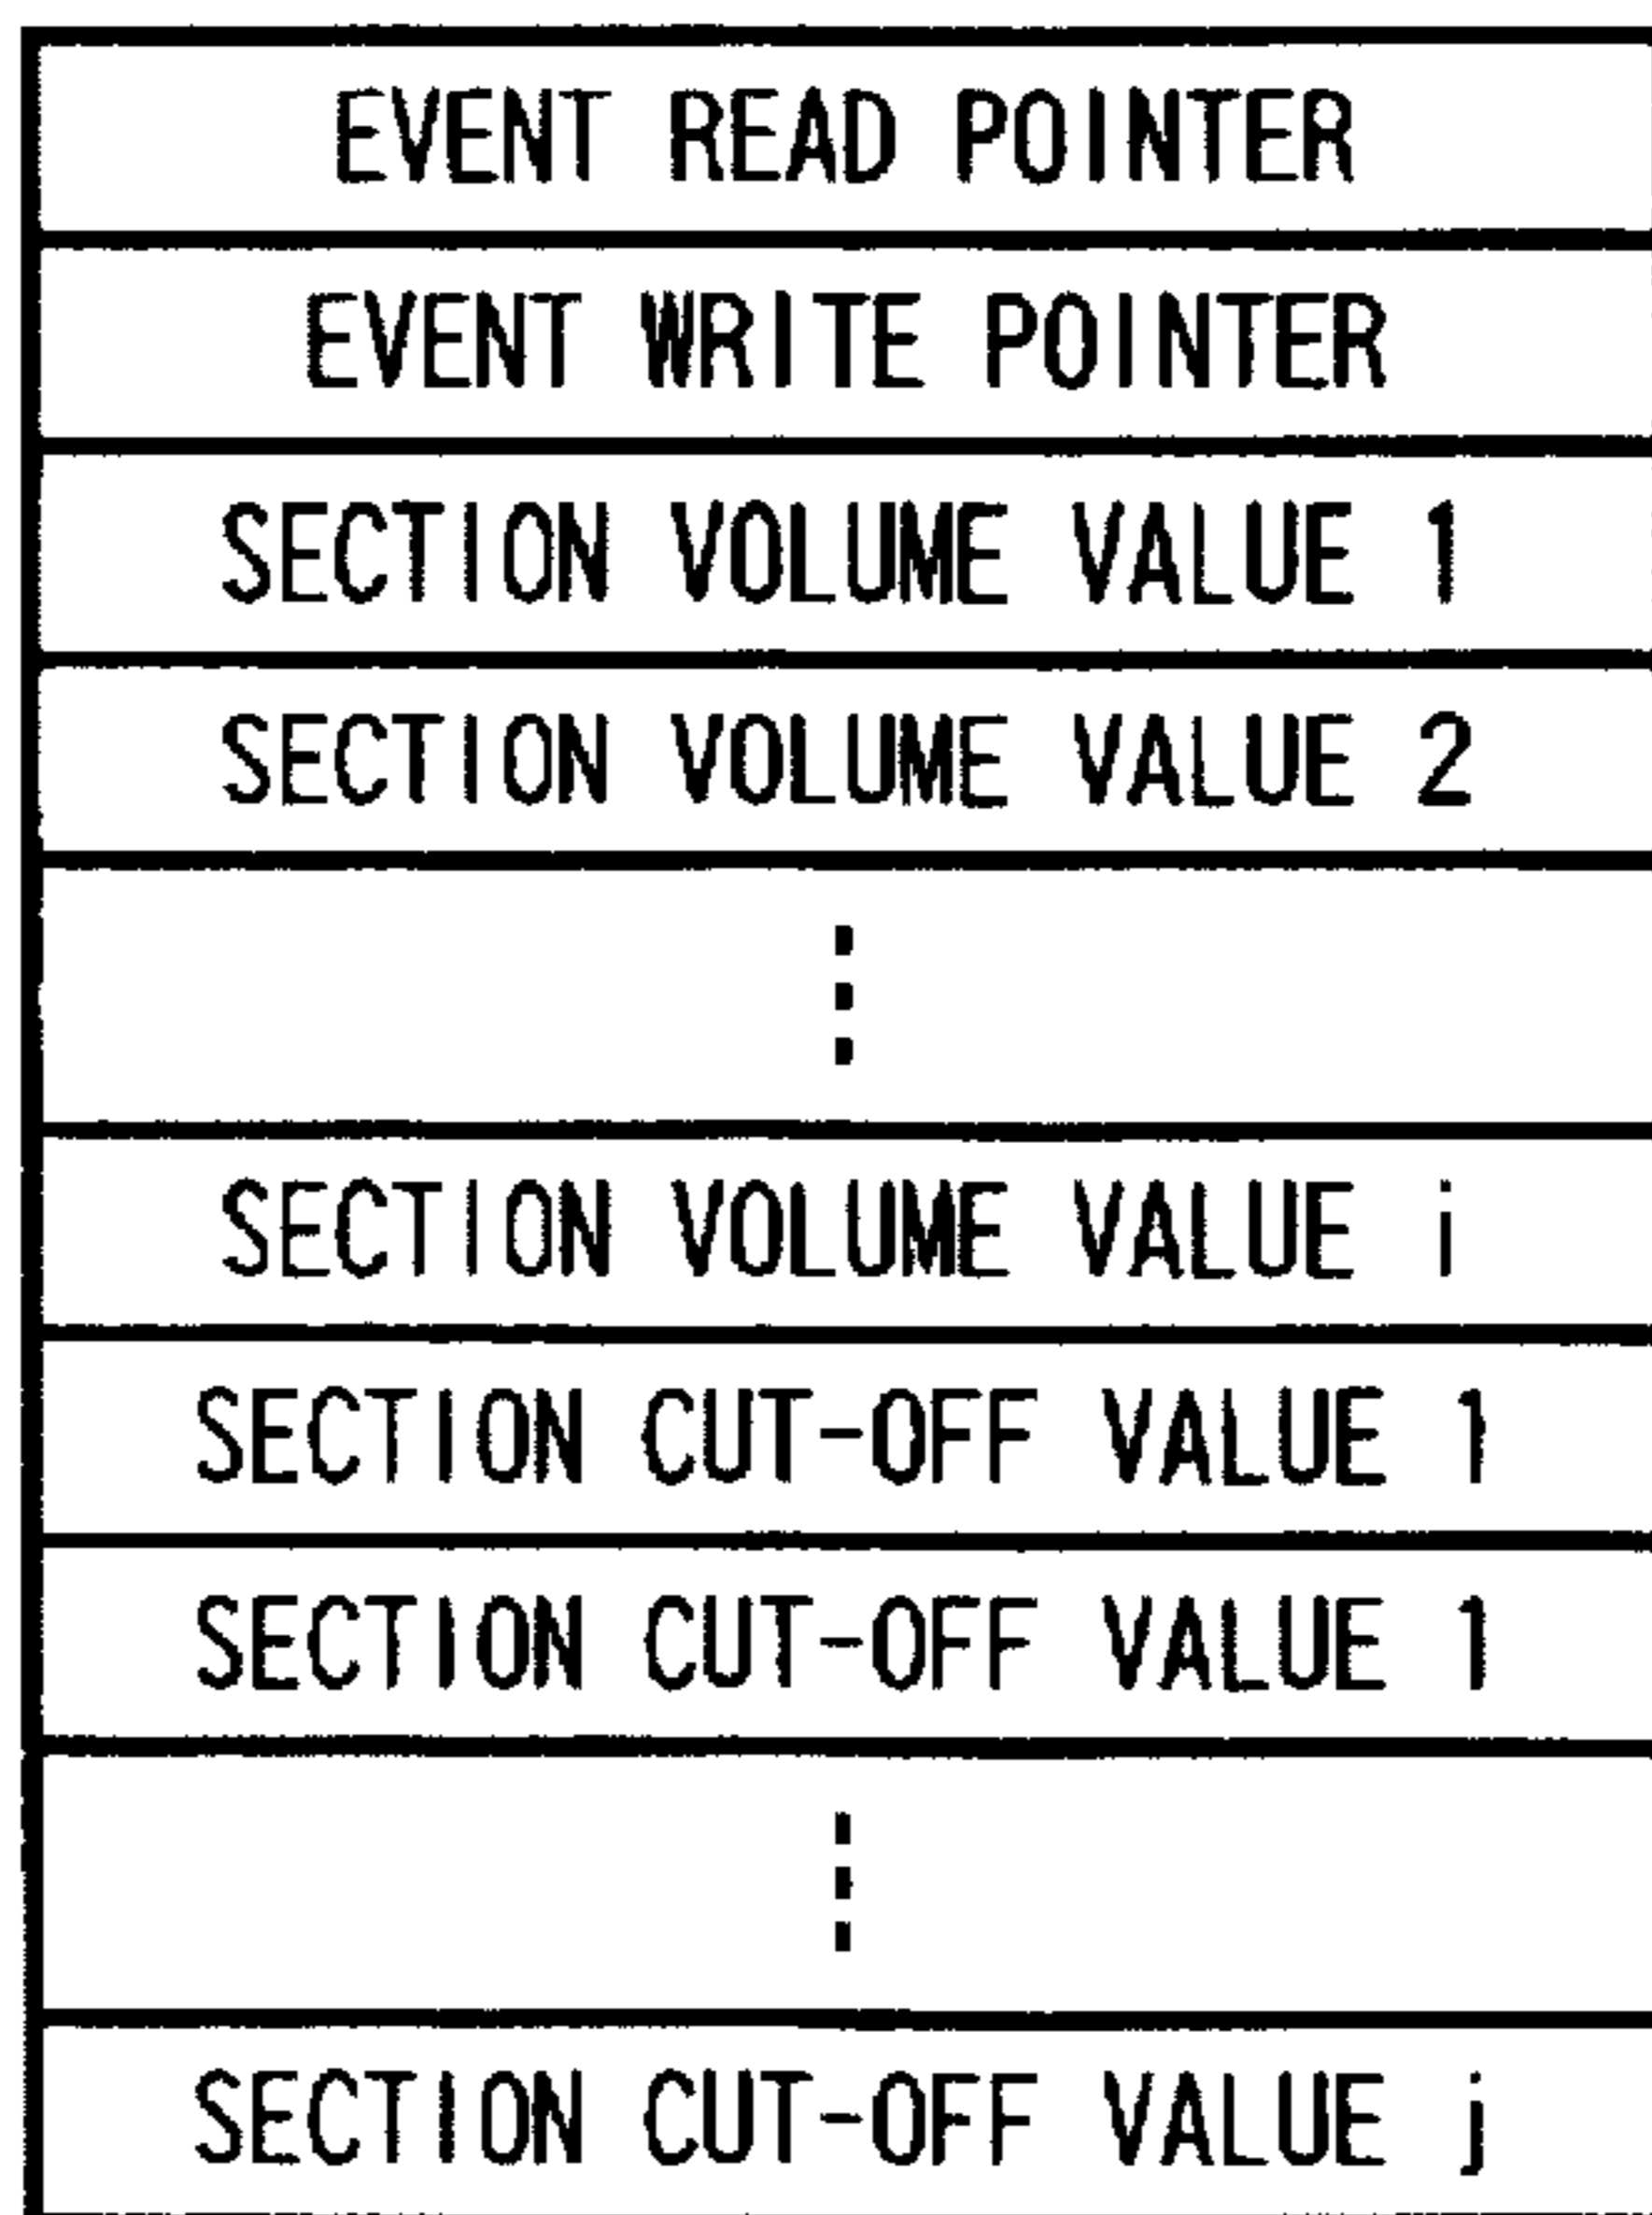 EVENT READ POINTER
EVENT WRITE POINTER
SECTION VOLUME VALUE 1
SECTION VOLUME VALUE 2
SECTION VOLUME VALUE i
SECTION CUT-OFF VALUE 1
SECTION CUT-OFF VALUE 1
SECTION CUT-OFF VALUE j